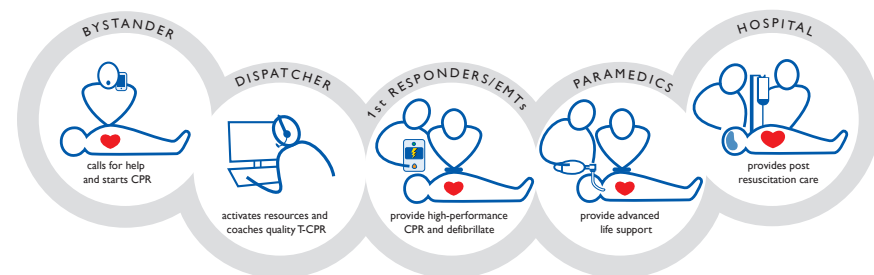 BYSTANDER
calls for help
and starts CPR
DISPATCHER
activates resources and
coaches quality T-CPR
1st RESPONDERS/EMTs
provide high-performance
CPR and defibrillate
PARAMEDICS
provide advanced
life support
HOSPITAL
provides post
resuscitation care